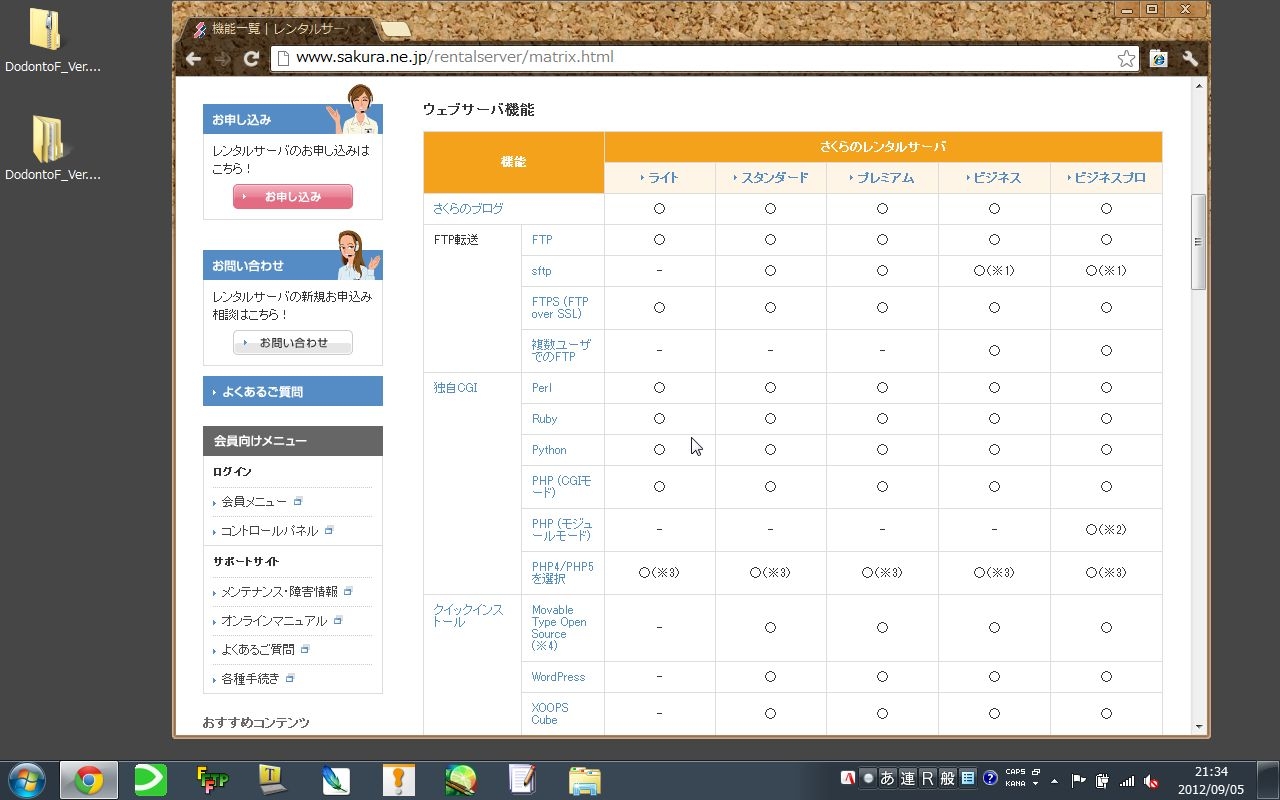 DodontoF_Ver....
DodontoF_Ver....
機能一覧 | レンタルサー
www.sakura.ne.jp/rentalserver/matrix.html
お申し込み
レンタルサーバのお申し込みは
こちら！
お申し込み
お問い合わせ
レンタルサーバの新規お申込み
相談はこちら！
お問い合わせ
よくあるご質問
会員向けメニュー
ログイン
会員メニュー
コントロールパネル
サポートサイト
メンテナンス・障害情報
オンラインマニュアル
よくあるご質問
各種手続き
おすすめコンテンツ
ウェブサーバ機能
機能 さくらのレンタルサーバ
ライト スタンダード プレミアム ビジネス ビジネスプロ
さくらのブログ ○ ○ ○ ○ ○
FTP転送 FTP ○ ○ ○ ○ ○
sftp - ○ ○ ○(※1) ○(※1)
FTPS (FTP
over SSL) ○ ○ ○ ○ ○
複数ユーザ
でのFTP - - - ○ ○
独自CGI Perl ○ ○ ○ ○ ○
Ruby ○ ○ ○ ○ ○
Python ○ ○ ○ ○ ○
PHP (CGIモ
ード) ○ ○ ○ ○ ○
PHP (モジュ
ールモード) - - - - ○(※2)
PHP4/PHP5
を選択 ○(※3) ○(※3) ○(※3) ○(※3) ○(※3)
クイックインス
トール
Movable
Type Open
Source
(※4) - ○ ○ ○ ○
WordPress - ○ ○ ○ ○
XOOPS
Cube - ○ ○ ○ ○
FFFTP
T
A
あ 連 R 般
CAPS
KANA
21:34
2012/09/05